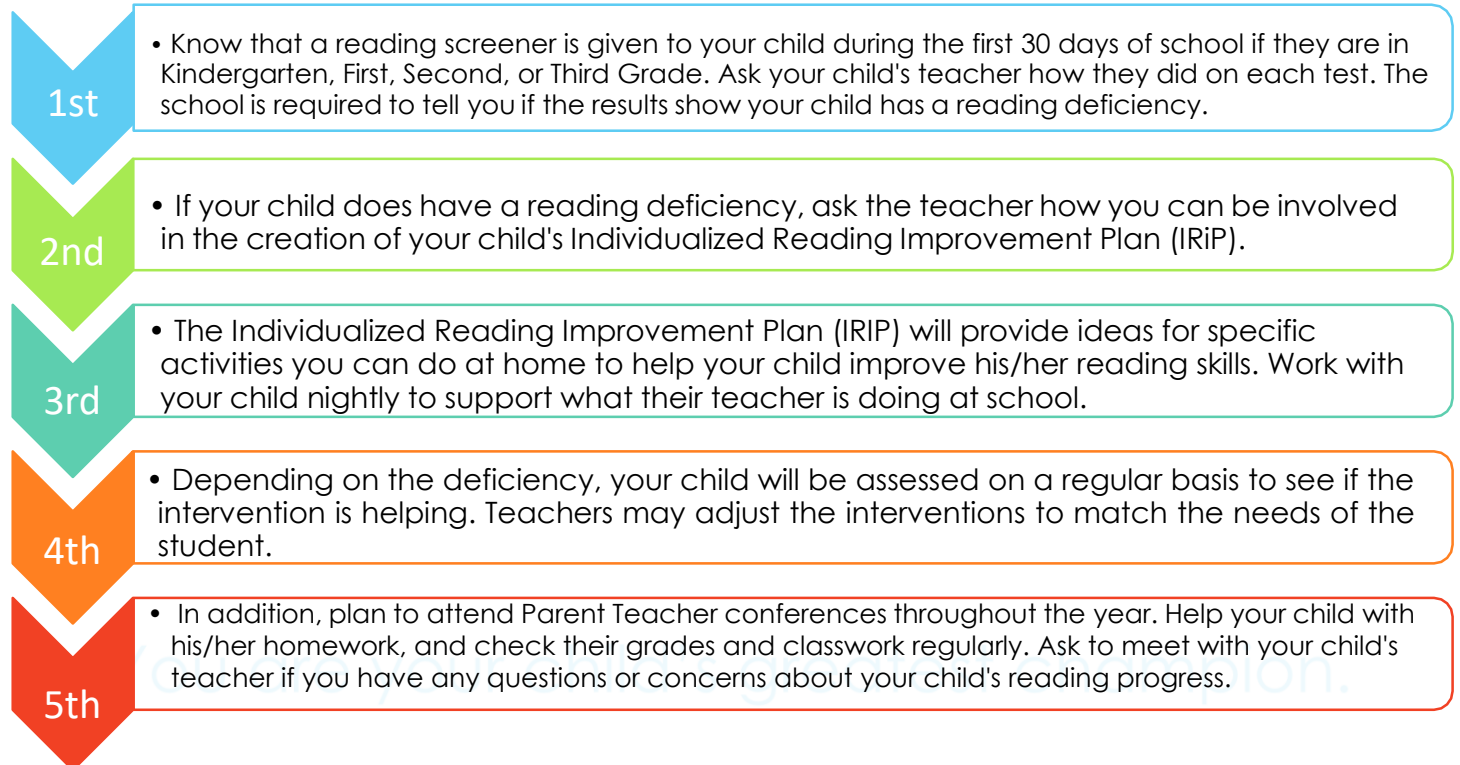 1st
• Know that a reading screener is given to your child during the first 30 days of school if they are in
Kindergarten, First, Second, or Third Grade. Ask your child's teacher how they did on each test. The
school is required to tell you if the results show your child has a reading deficiency.
2nd
• If your child does have a reading deficiency, ask the teacher how you can be involved
in the creation of your child's Individualized Reading Improvement Plan (IRiP).
3rd
• The Individualized Reading Improvement Plan (IRIP) will provide ideas for specific
activities you can do at home to help your child improve his/her reading skills. Work with
your child nightly to support what their teacher is doing at school.
4th
• Depending on the deficiency, your child will be assessed on a regular basis to see if the
intervention is helping. Teachers may adjust the interventions to match the needs of the
student.
5th
• In addition, plan to attend Parent Teacher conferences throughout the year. Help your child with
his/her homework, and check their grades and classwork regularly. Ask to meet with your child's
teacher if you have any questions or concerns about your child's reading progress.
You are your child's greatest champion.